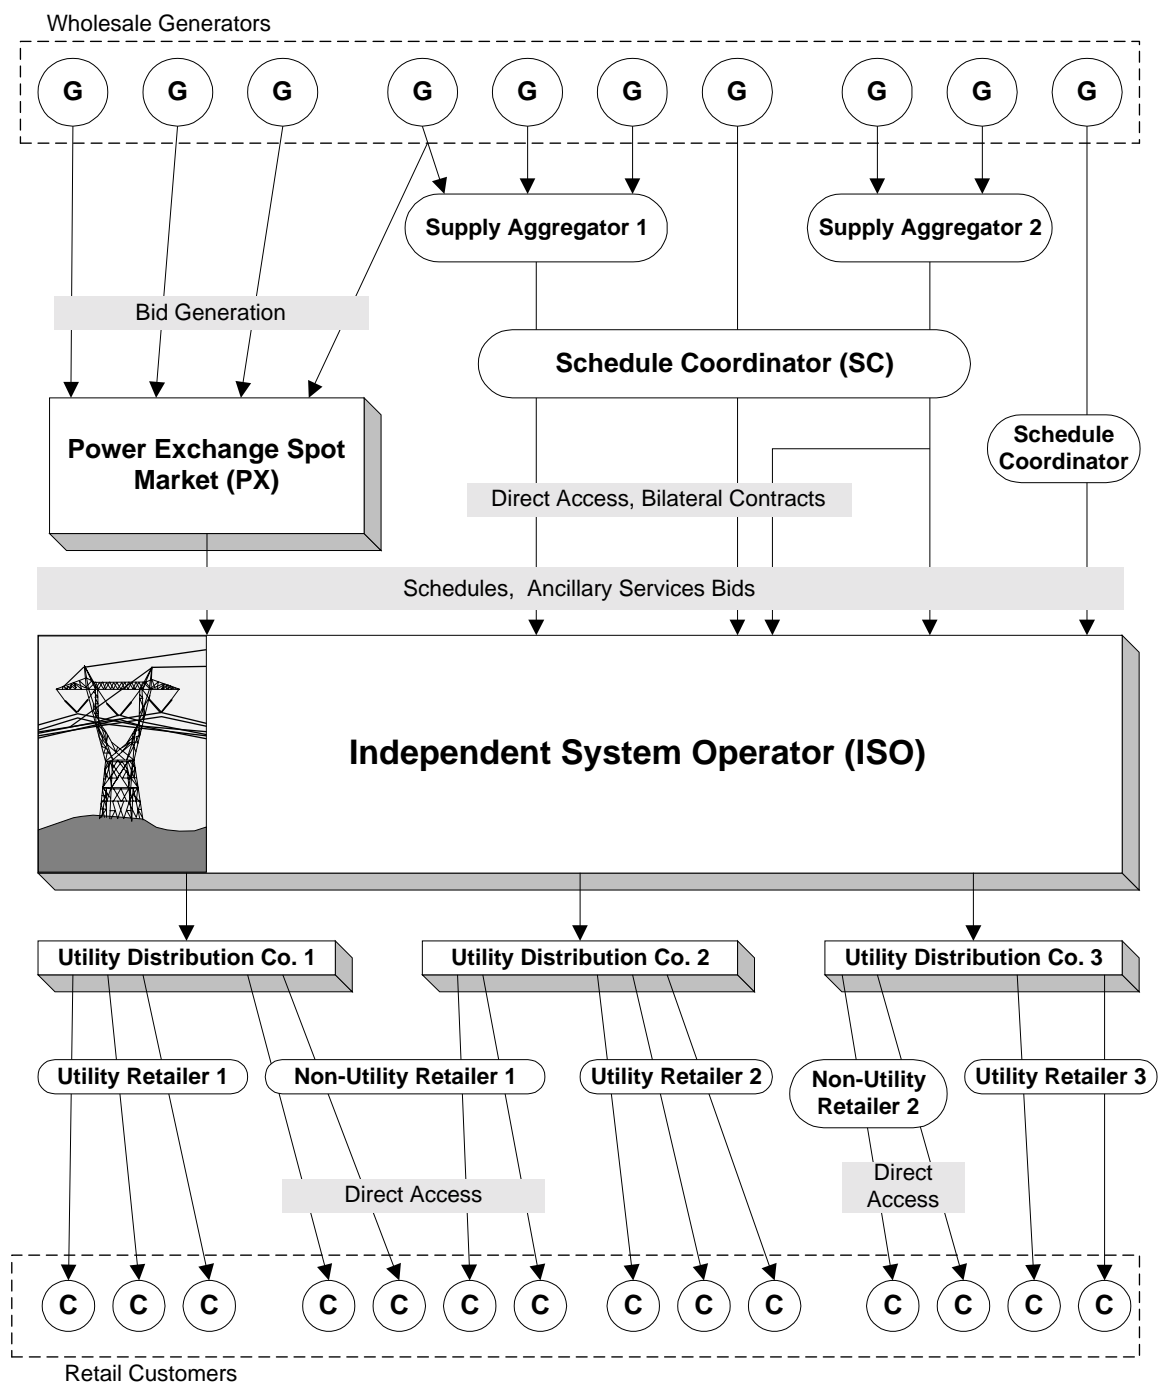 Wholesale Generators
G G G G G G G G G G
Supply Aggregator 1
Supply Aggregator 2
Bid Generation
Schedule Coordinator (SC)
Power Exchange Spot
Market (PX)
Schedule
Coordinator
Direct Access, Bilateral Contracts
Schedules, Ancillary Services Bids
Independent System Operator (ISO)
Utility Distribution Co. 1
Utility Distribution Co. 2
Utility Distribution Co. 3
Utility Retailer 1
Non-Utility Retailer 1
Utility Retailer 2
Non-Utility
Retailer 2
Utility Retailer 3
Direct Access
Direct
Access
C C C C C C C C C C C C C C
Retail Customers